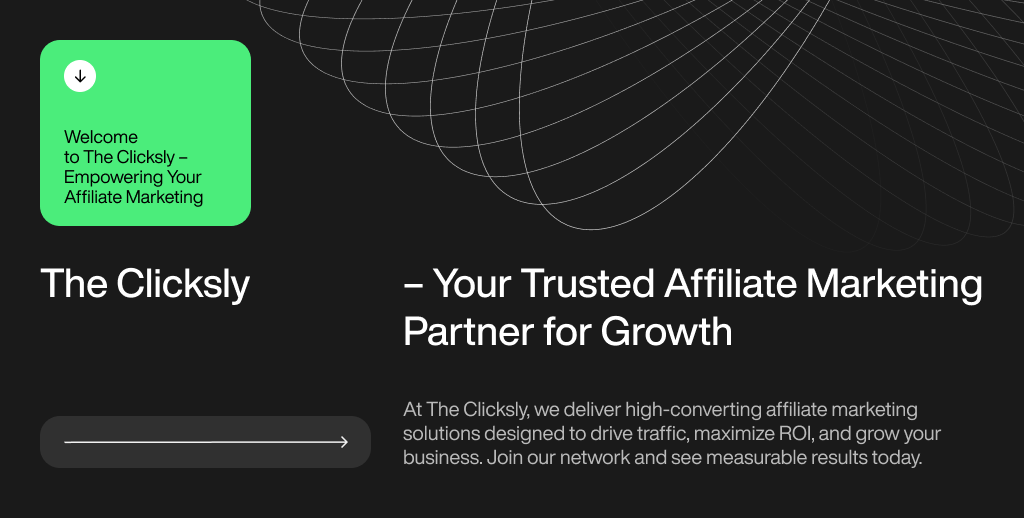 Welcome
to The Clicksly –
Empowering Your
Affiliate Marketing
The Clicksly
– Your Trusted Affiliate Marketing
Partner for Growth
At The Clicksly, we deliver high-converting affiliate marketing
solutions designed to drive traffic, maximize ROI, and grow your
business. Join our network and see measurable results today.